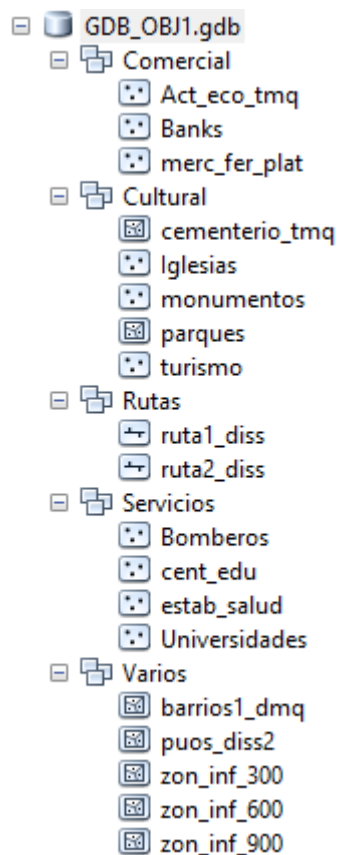 GDB_OBJ1.gdb
Comercial
Act_eco_tmq
Banks
merc_fer_plat
Cultural
cementerio_tmq
Iglesias
monumentos
parques
turismo
Rutas
ruta1_diss
ruta2_diss
Servicios
Bomberos
cent_edu
estab_salud
Universidades
Varios
barrios1_dmq
puos_diss2
zon_inf_300
zon_inf_600
zon_inf_900